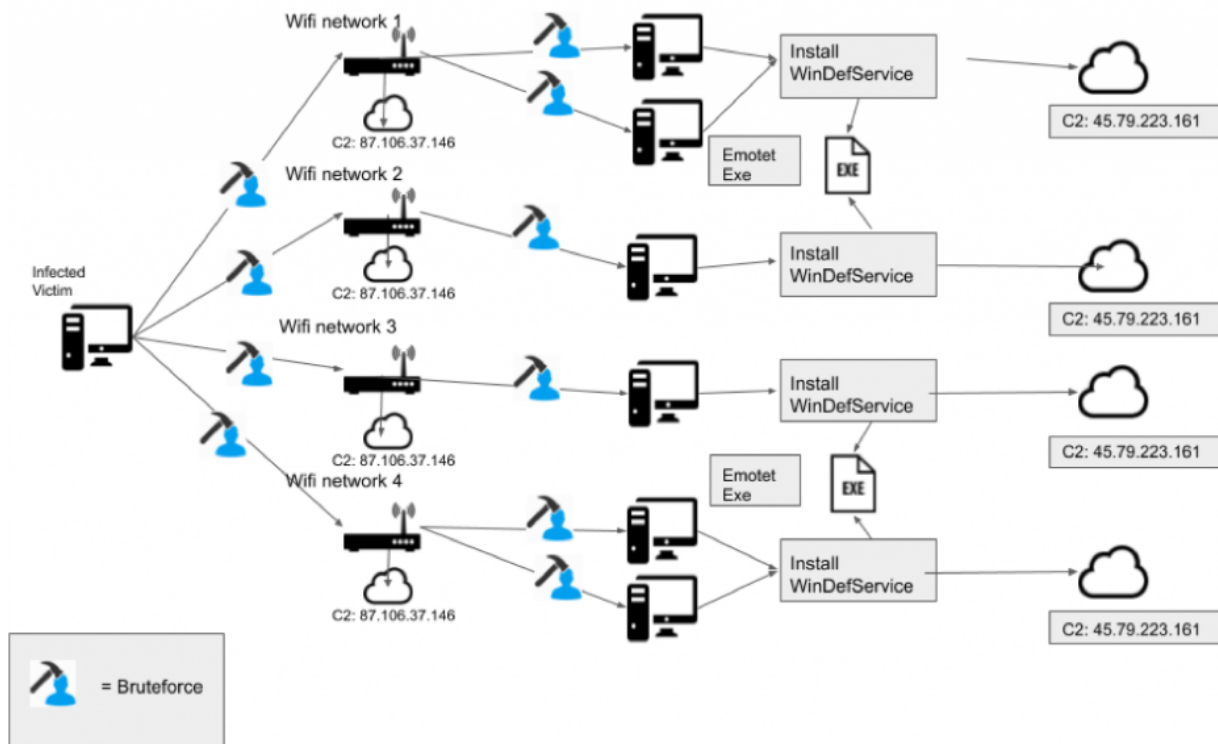 Wifi network 1
Install
WinDefService
C2: 45.79.223.161
C2: 87.106.37.146
Emotet
Exe
EXE
Wifi network 2
Install
WinDefService
Infected
Victim
C2: 87.106.37.146
C2: 45.79.223.161
Wifi network 3
Install
WinDefService
C2: 45.79.223.161
C2: 87.106.37.146
Emotet
Exe
EXE
Wifi network 4
Install
WinDefService
C2: 87.106.37.146
C2: 45.79.223.161
= Bruteforce